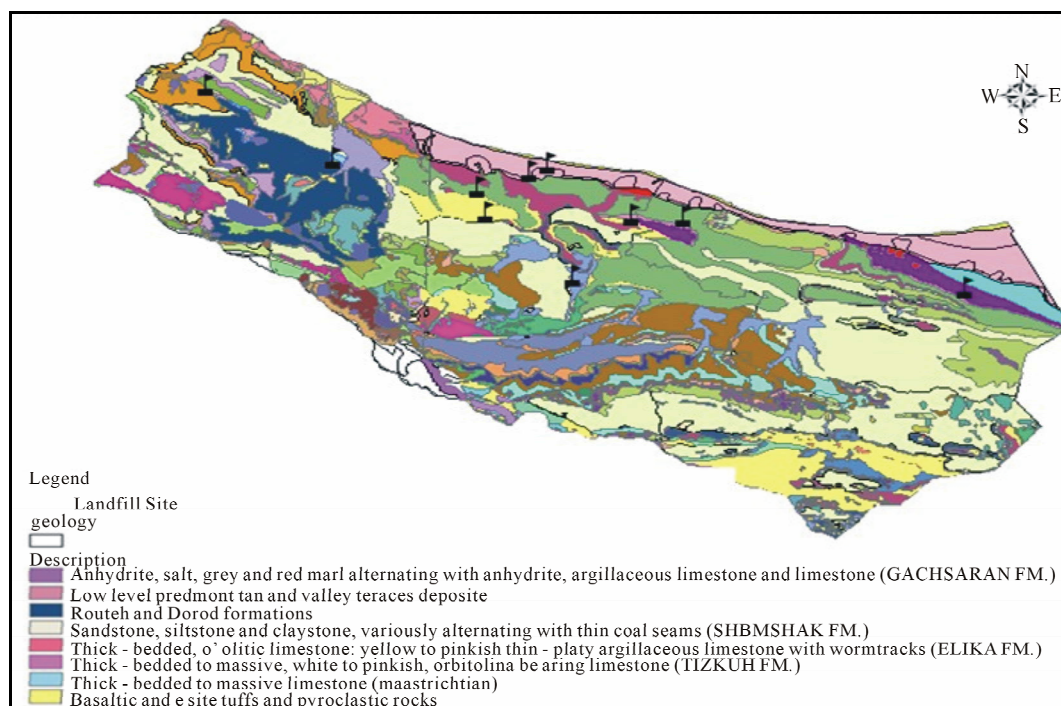 N
W E
S
Legend
Landfill Site
geology
Description
Anhydrite, salt, grey and red marl alternating with anhydrite, argillaceous limestone and limestone (GACHSARAN FM.)
Low level predmont tan and valley teraces deposite
Routeh and Dorod formations
Sandstone, siltstone and claystone, variously alternating with thin coal seams (SHBMSHAK FM.)
Thick - bedded, o' olitic limestone: yellow to pinkish thin - platy argillaceous limestone with wormtracks (ELIKA FM.)
Thick - bedded to massive, white to pinkish, orbitolina be aring limestone (TIZKUH FM.)
Thick - bedded to massive limestone (maastrichtian)
Basaltic and e site tuffs and pyroclastic rocks